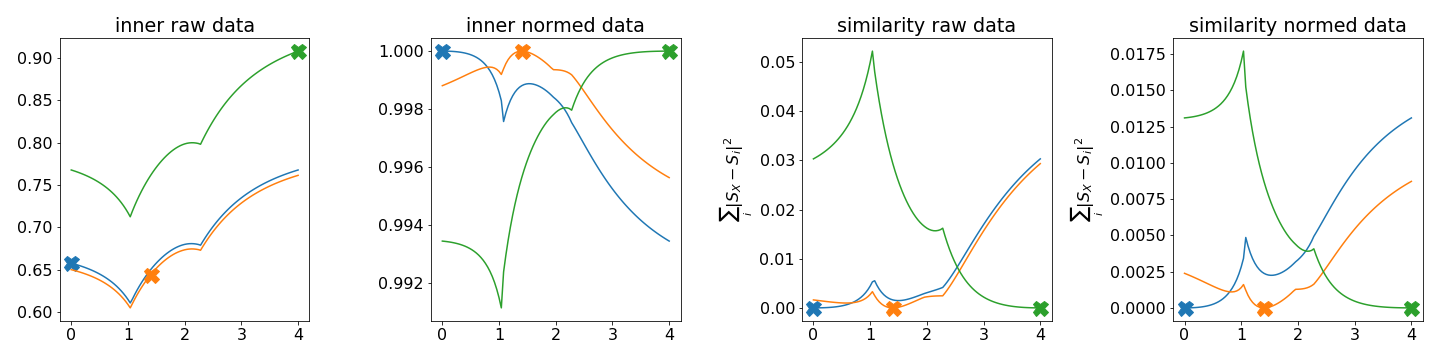 inner raw data
0.90
0.85
0.80
0.75
0.70
0.65
0.60
0 1 2 3 4
inner normed data
1.000
0.998
0.996
0.994
0.992
0 1 2 3 4
similarity raw data
∑|S_X − S_i|²
i
0.05
0.04
0.03
0.02
0.01
0.00
0 1 2 3 4
similarity normed data
∑|S_X − S_i|²
i
0.0175
0.0150
0.0125
0.0100
0.0075
0.0050
0.0025
0.0000
0 1 2 3 4